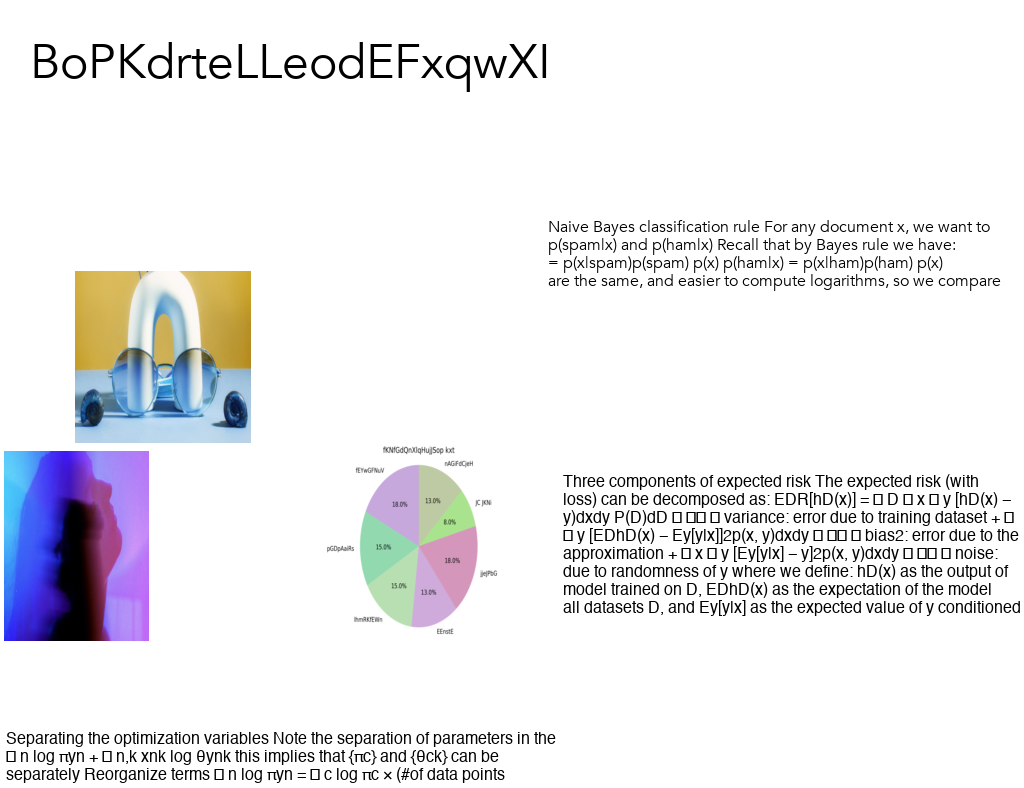 BoPKdrteLLeodEFxqwXI
Naive Bayes classification rule For any document x, we want to
p(spam|x) and p(ham|x) Recall that by Bayes rule we have:
= p(x|spam)p(spam) p(x) p(ham|x) = p(x|ham)p(ham) p(x)
are the same, and easier to compute logarithms, so we compare
fKNfGdQnXlqHuJJSop kxt
nAGiFdCjeH
fEYwGFNuV
18.0%
13.0%
JC JKNi
8.0%
pGDpAaiRs
15.0%
18.0%
jjeJPbG
15.0%
13.0%
IhmRKfEWn
EEnstE
Three components of expected risk The expected risk (with
loss) can be decomposed as: EDR[hD(x)] = □ D □ x □ y [hD(x) −
y)dxdy P(D)dD □ □□ □ variance: error due to training dataset + □
□ y [EDhD(x) − Ey[y|x]]2p(x, y)dxdy □ □□ □ bias2: error due to the
approximation + □ x □ y [Ey[y|x] − y]2p(x, y)dxdy □ □□ □ noise:
due to randomness of y where we define: hD(x) as the output of
model trained on D, EDhD(x) as the expectation of the model
all datasets D, and Ey[y|x] as the expected value of y conditioned
Separating the optimization variables Note the separation of parameters in the
□ n log πyn + □ n,k xnk log θynk this implies that {πc} and {θck} can be
separately Reorganize terms □ n log πyn = □ c log πc × (#of data points